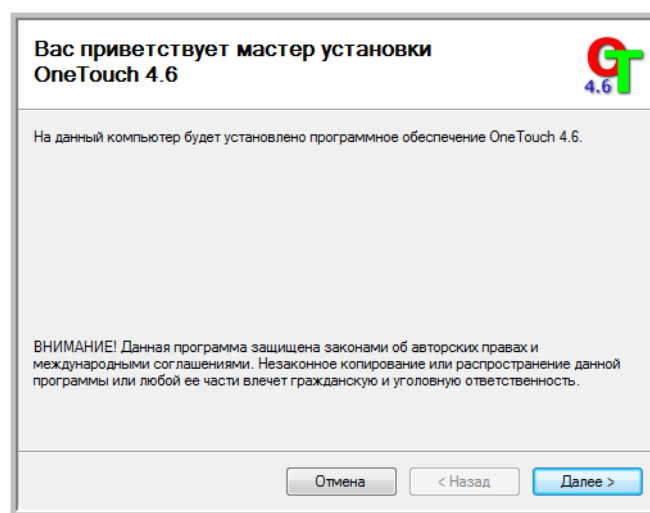 Вас приветствует мастер установки
OneTouch 4.6
OT
4.6
На данный компьютер будет установлено программное обеспечение OneTouch 4.6.
ВНИМАНИЕ! Данная программа защищена законами об авторских правах и
международными соглашениями. Незаконное копирование или распространение данной
программы или любой ее части влечет гражданскую и уголовную ответственность.
Отмена
< Назад
Далее >